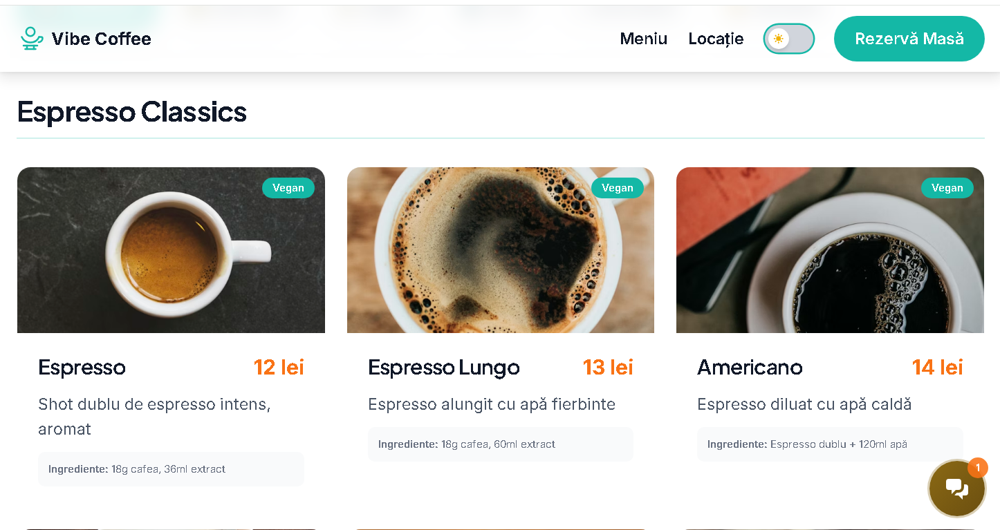 Vibe Coffee
Meniu
Locație
Rezervă Masă
Espresso Classics
Vegan
Vegan
Vegan
Espresso
12 lei
Shot dublu de espresso intens,
aromat
Ingrediente: 18g cafea, 36ml extract
Espresso Lungo
13 lei
Espresso alungit cu apă fierbinte
Ingrediente: 18g cafea, 60ml extract
Americano
14 lei
Espresso diluat cu apă caldă
Ingrediente: Espresso dublu + 120ml apă
1